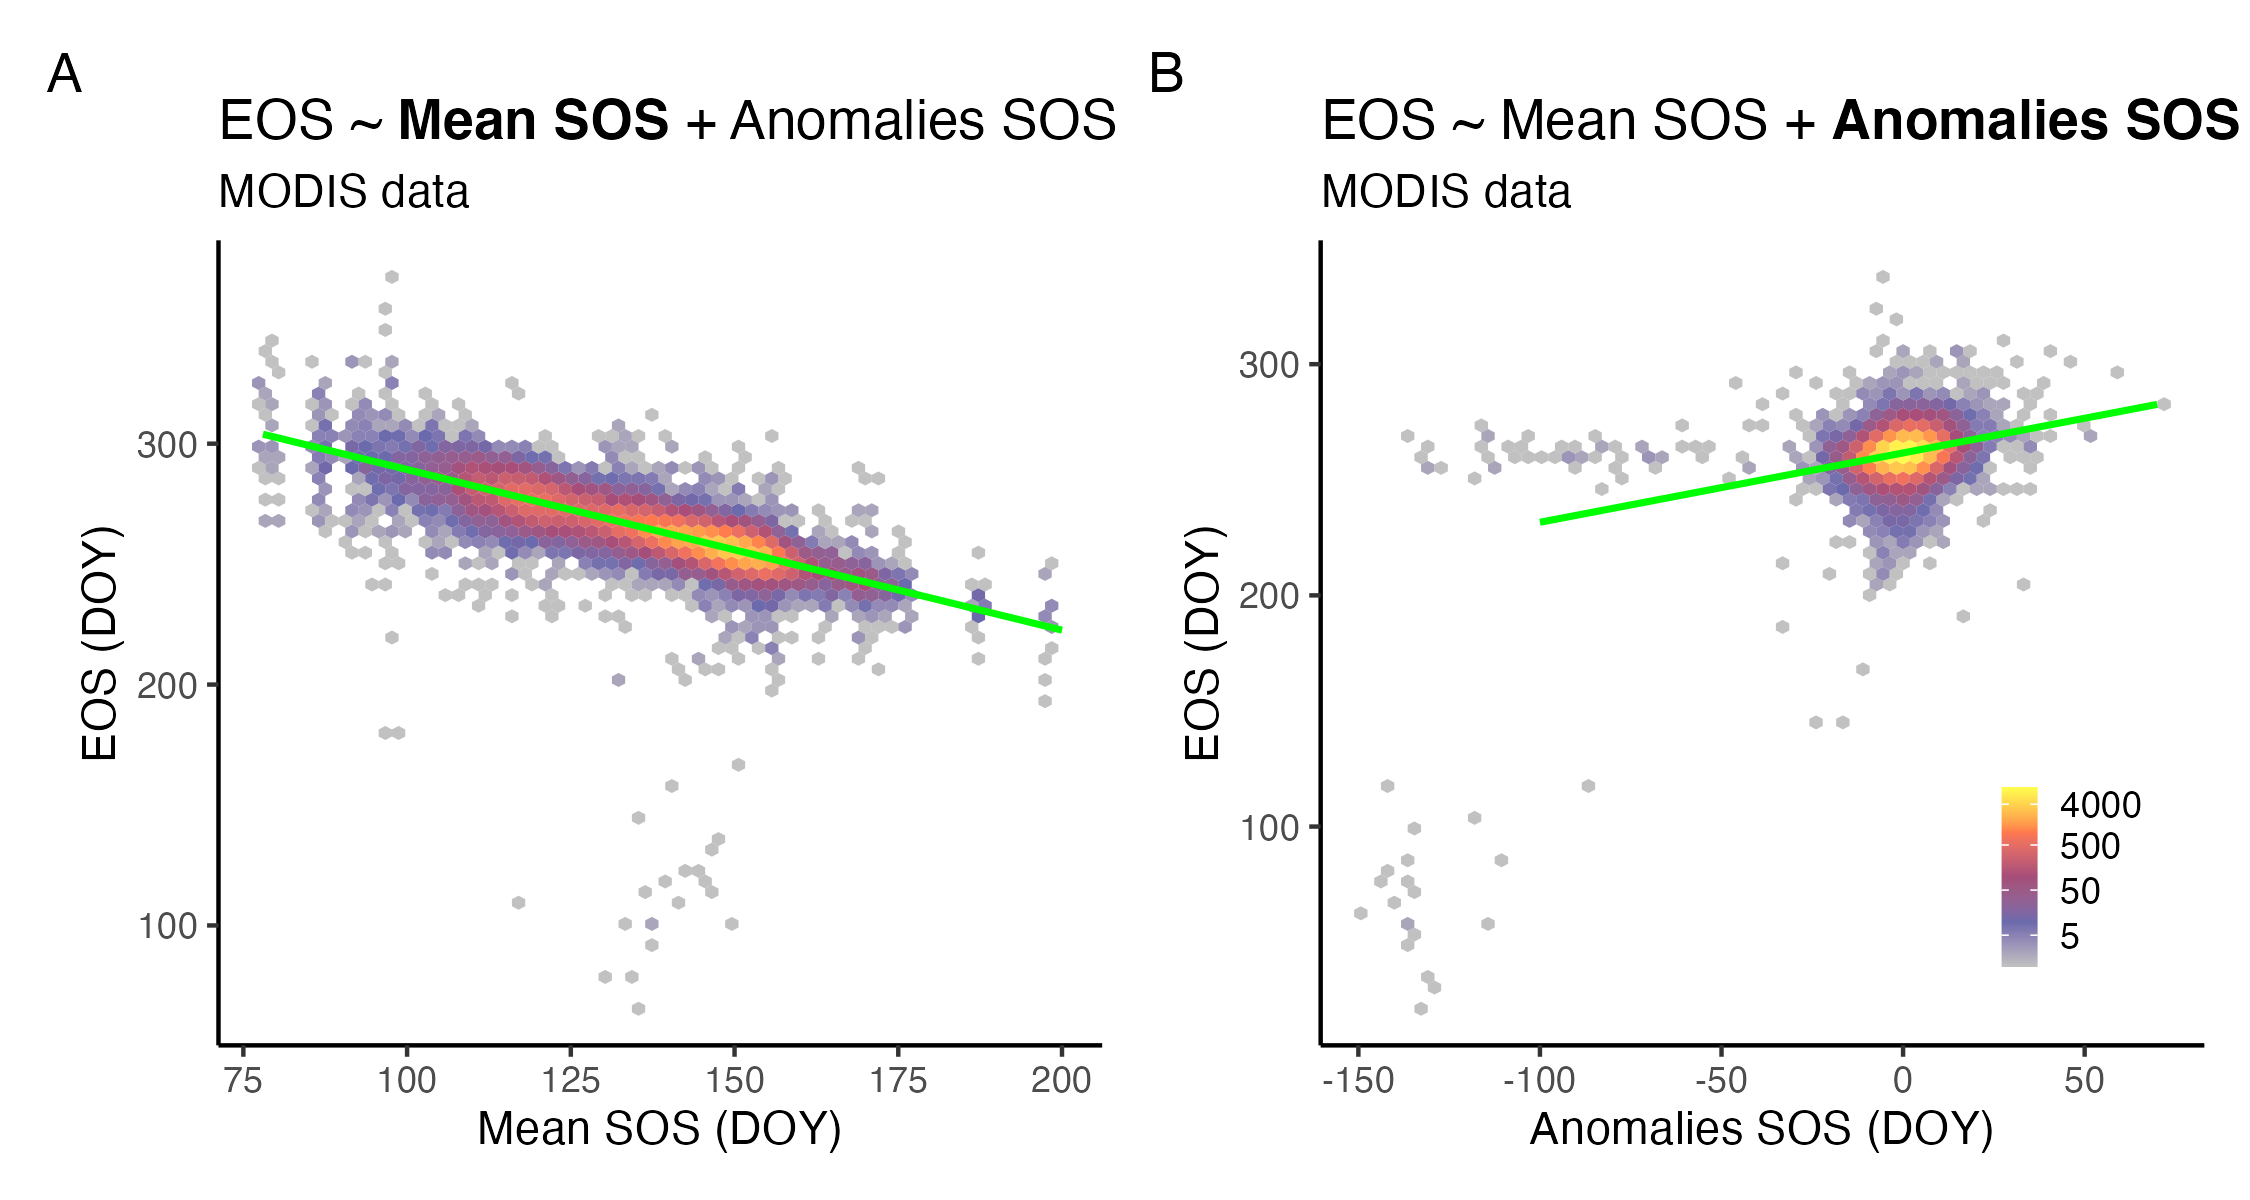 A
EOS ~ Mean SOS + Anomalies SOS
MODIS data
EOS (DOY)
300
200
100
75 100 125 150 175 200
Mean SOS (DOY)
B
EOS ~ Mean SOS + Anomalies SOS
MODIS data
EOS (DOY)
300
200
100
4000
500
50
5
-150 -100 -50 0 50
Anomalies SOS (DOY)